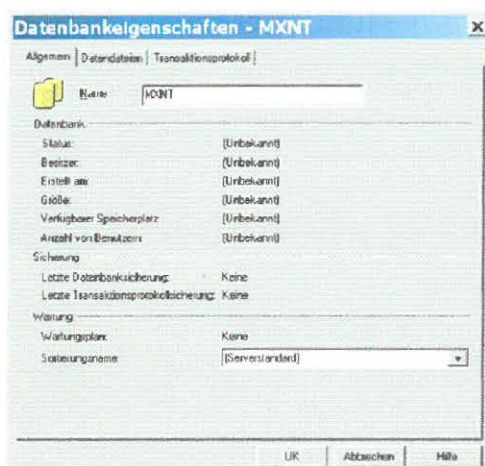 Datenbankeigenschaften - MXNT
Allgemein Datendateien Transaktionsprotokoll
Name MXNT
Datenbank
Status: (Unbekannt)
Besitzer: (Unbekannt)
Erstellt am: (Unbekannt)
Größe: (Unbekannt)
Verfügbarer Speicherplatz (Unbekannt)
Anzahl von Benutzern (Unbekannt)
Sicherung
Letzte Datenbanksicherung: Keine
Letzte Transaktionsprotokollsicherung: Keine
Wartung
Wartungsplan: Keine
Sortierungsname: (Serverstandard)
OK Abbrechen Hilfe